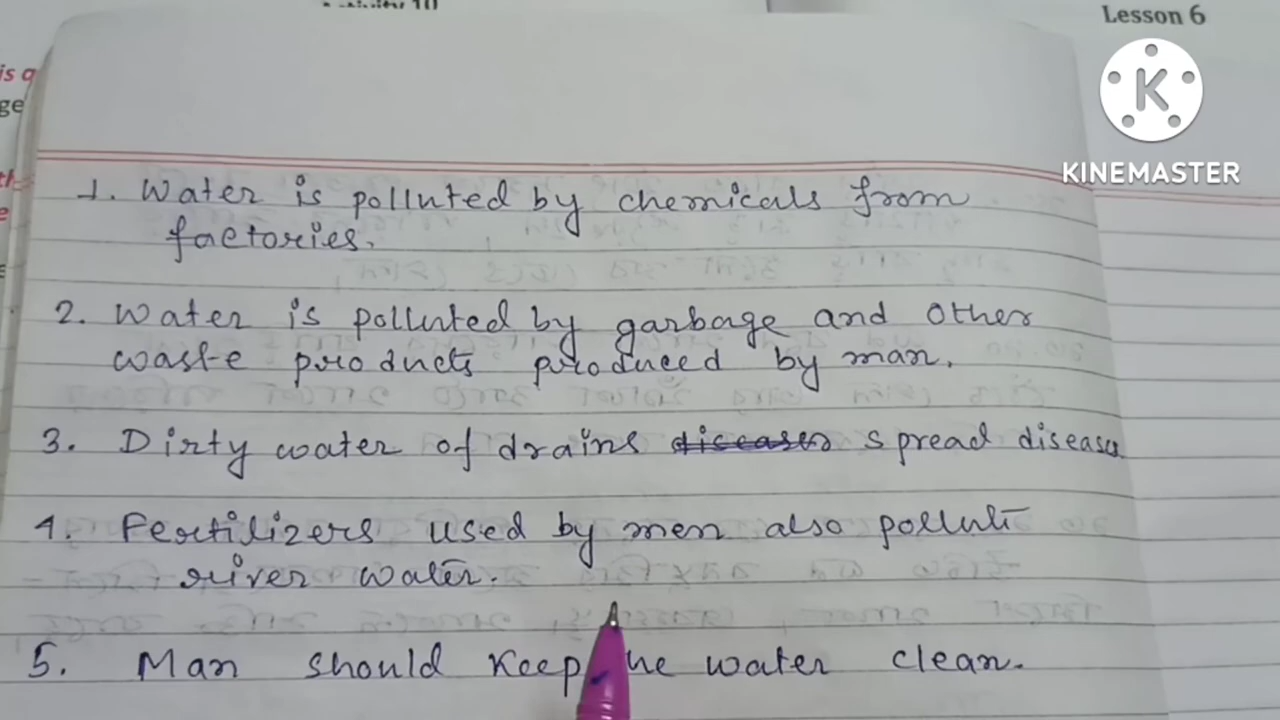 Lesson 6
KINEMASTER
1. Water is polluted by chemicals from
factories.
2. Water is polluted by garbage and other
waste products produced by man.
3. Dirty water of drains diseases spread diseases
4. Fertilizers used by men also pollute
river water.
5. Man should keep water clean.